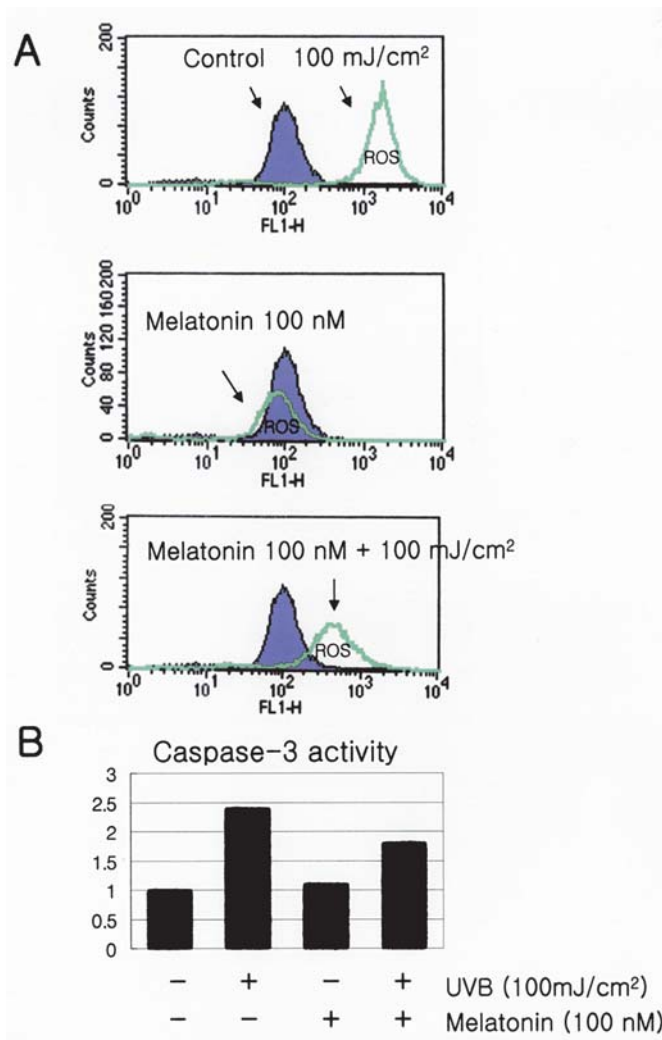 A
200
Control 100 mJ/cm²
Counts
ROS
0
10⁰ 10¹ 10² 10³ 10⁴
FL1-H
200
160
Melatonin 100 nM
120
Counts
80
40
ROS
0
10⁰ 10¹ 10² 10³ 10⁴
FL1-H
200
Melatonin 100 nM + 100 mJ/cm²
Counts
ROS
0
10⁰ 10¹ 10² 10³ 10⁴
FL1-H
B
Caspase-3 activity
3
2.5
2
1.5
1
0.5
0
− + − + UVB (100mJ/cm²)
− − + + Melatonin (100 nM)